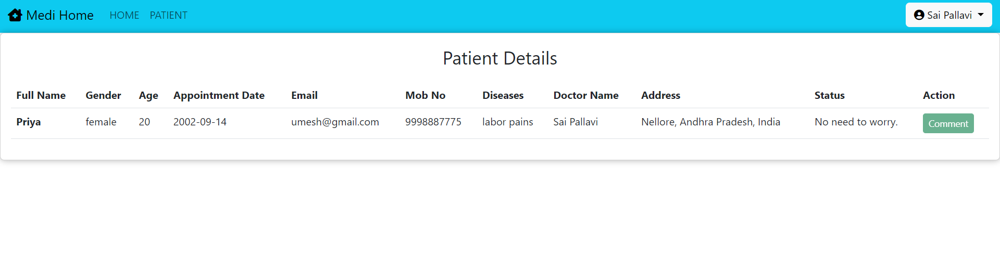 Medi Home HOME PATIENT Sai Pallavi
Patient Details
Full Name Gender Age Appointment Date Email Mob No Diseases Doctor Name Address Status Action
Priya female 20 2002-09-14 umesh@gmail.com 9998887775 labor pains Sai Pallavi Nellore, Andhra Pradesh, India No need to worry. Comment